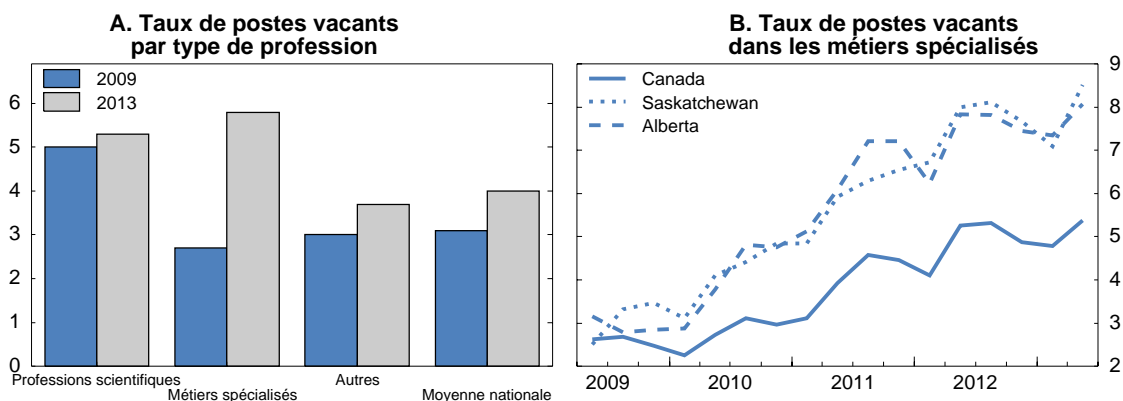 A. Taux de postes vacants
par type de profession
2009
2013
6
5
4
3
2
1
0
Professions scientifiques
Métiers spécialisés
Autres
Moyenne nationale
B. Taux de postes vacants
dans les métiers spécialisés
Canada
Saskatchewan
Alberta
9
8
7
6
5
4
3
2
2009
2010
2011
2012